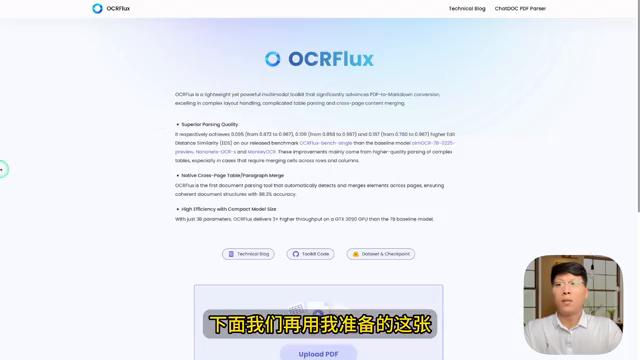 OCRFlux
Technical Blog
ChatDOC PDF Parser
OCRFlux
OCRFlux is a lightweight yet powerful multimodal toolkit that significantly advances PDF-to-Markdown conversion,
excelling in complex layout handling, complicated table parsing and cross-page content merging.
• Superior Parsing Quality
It respectively achieves 0.095 (from 0.872 to 0.967), 0.109 (from 0.858 to 0.967) and 0.187 (from 0.780 to 0.967) higher Edit
Distance Similarity (EDS) on our released benchmark OCRFlux-bench-single than the baseline model olmOCR-7B-0225-
preview, Nanonets-OCR-s and MonkeyOCR. These improvements mainly come from higher-quality parsing of complex
tables, especially in cases that require merging cells across rows and columns.
• Native Cross-Page Table/Paragraph Merge
OCRFlux is the first document parsing tool that automatically detects and merges elements across pages, ensuring
coherent document structures with 98.3% accuracy.
• High Efficiency with Compact Model Size
With just 3B parameters, OCRFlux delivers 3× higher throughput on a GTX 3090 GPU than the 7B baseline model.
Technical Blog
Toolkit Code
Dataset & Checkpoint
下面我们再用我准备的这张
Upload PDF